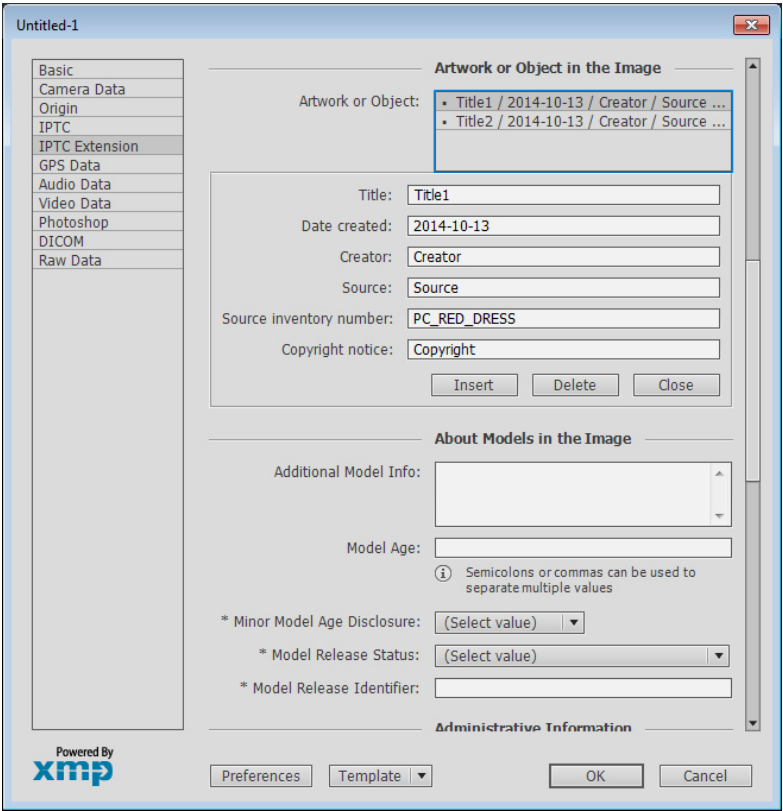 Untitled-1
Basic
Camera Data
Origin
IPTC
IPTC Extension
GPS Data
Audio Data
Video Data
Photoshop
DICOM
Raw Data
Artwork or Object in the Image
Artwork or Object:
▪ Title1 / 2014-10-13 / Creator / Source ...
▪ Title2 / 2014-10-13 / Creator / Source ...
Title: Title1
Date created: 2014-10-13
Creator: Creator
Source: Source
Source inventory number: PC_RED_DRESS
Copyright notice: Copyright
Insert Delete Close
About Models in the Image
Additional Model Info:
Model Age:
Semicolons or commas can be used to
separate multiple values
* Minor Model Age Disclosure: (Select value)
* Model Release Status: (Select value)
* Model Release Identifier:
Administrative Information
Powered By
xmp
Preferences Template OK Cancel